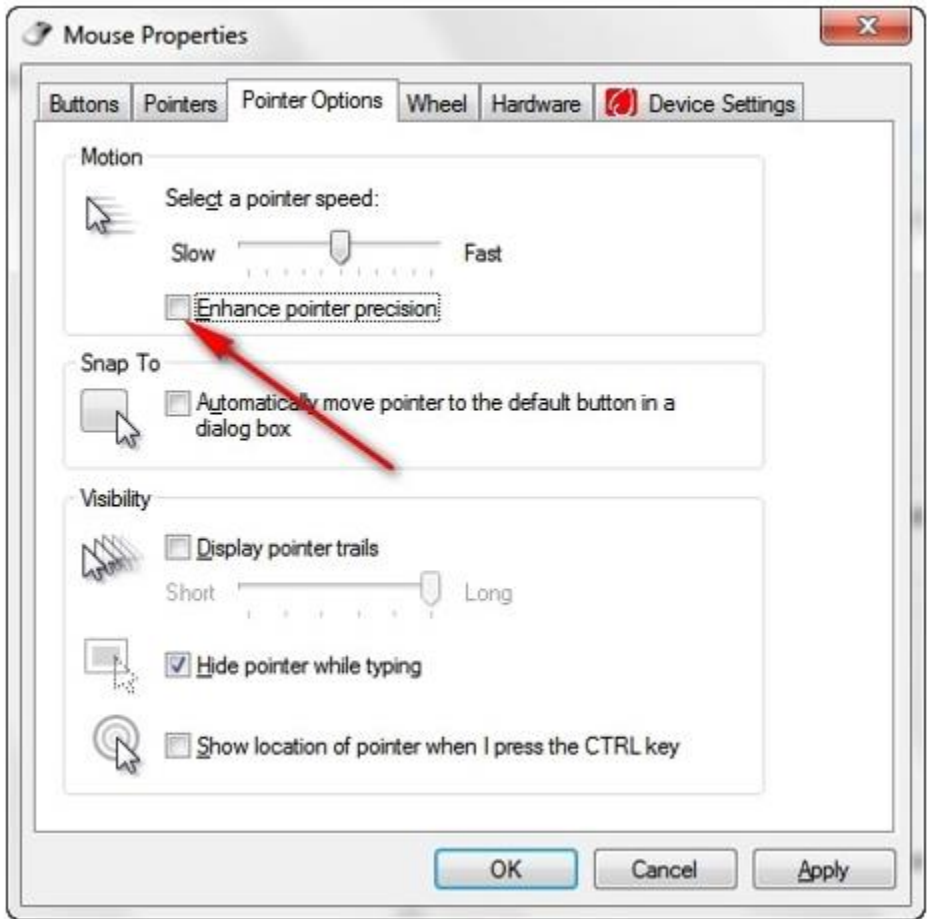 Mouse Properties
Buttons Pointers Pointer Options Wheel Hardware Device Settings
Motion
Select a pointer speed:
Slow Fast
Enhance pointer precision
Snap To
Automatically move pointer to the default button in a
dialog box
Visibility
Display pointer trails
Short Long
Hide pointer while typing
Show location of pointer when I press the CTRL key
OK Cancel Apply